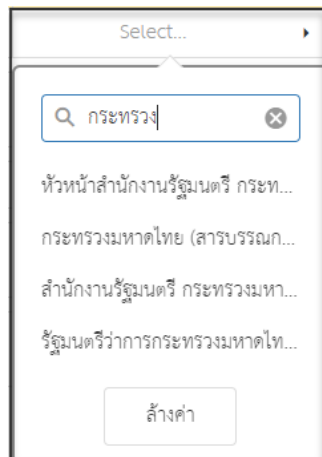 Select...
กระทรวง
หัวหน้าสำนักงานรัฐมนตรี กระท...
กระทรวงมหาดไทย (สารบรรณก...
สำนักงานรัฐมนตรี กระทรวงมหา...
รัฐมนตรีว่าการกระทรวงมหาดไท...
ล้างค่า